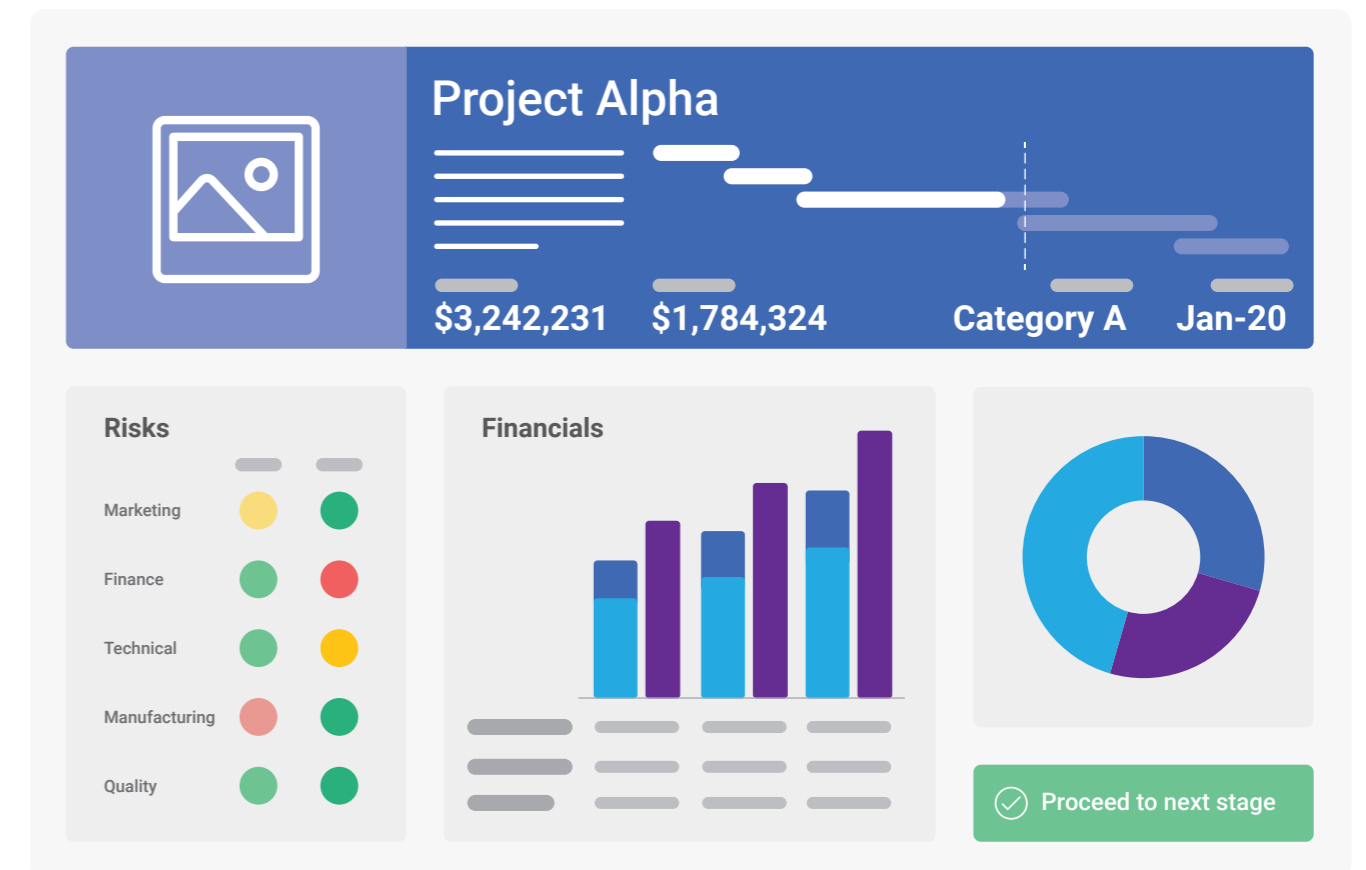 Project Alpha
$3,242,231
$1,784,324
Category A
Jan-20
Risks
Marketing
Finance
Technical
Manufacturing
Quality
Financials
Proceed to next stage